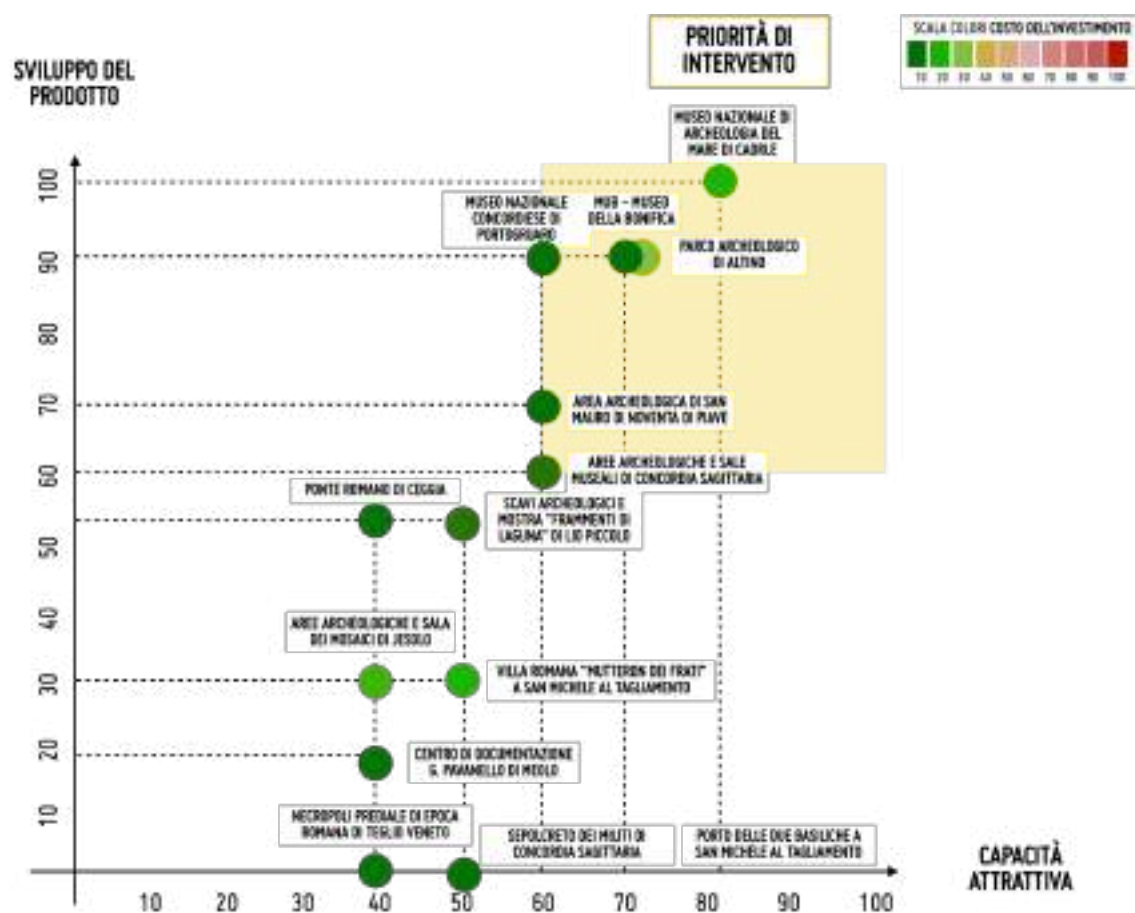 PRIORITÀ DI
INTERVENTO
SCALA COLORI COSTO DELL'INVESTIMENTO
10 20 30 40 50 60 70 80 90 100
SVILUPPO DEL
PRODOTTO
MUSEO NAZIONALE DI
ARCHEOLOGIA DEL
MARE DI CAORLE
100
MUSEO NAZIONALE
CONCORDIESE DI
PORTOGRUARO
MUB - MUSEO
DELLA BONIFICA
PARCO ARCHEOLOGICO
DI ALTINO
90
80
70
AREA ARCHEOLOGICA DI SAN
MAURO DI NOVENTA DI PIAVE
60
AREE ARCHEOLOGICHE E SALE
MUSEALI DI CONCORDIA SAGITTARIA
PONTE ROMANO DI CEGGIA
SCAVI ARCHEOLOGICI E
MOSTRA "FRAMMENTI DI
LAGUNA" DI LIO PICCOLO
50
40
AREE ARCHEOLOGICHE E SALA
DEI MOSAICI DI JESOLO
30
VILLA ROMANA "MUTTERON DEI FRATI"
A SAN MICHELE AL TAGLIAMENTO
20
CENTRO DI DOCUMENTAZIONE
G. PAVANELLO DI MEOLO
10
NECROPOLI PREDIALE DI EPOCA
ROMANA DI TEGLIO VENETO
SEPOLCRETO DEI MILITI DI
CONCORDIA SAGITTARIA
PORTO DELLE DUE BASILICHE A
SAN MICHELE AL TAGLIAMENTO
CAPACITÀ
ATTRATTIVA
10 20 30 40 50 60 70 80 90 100